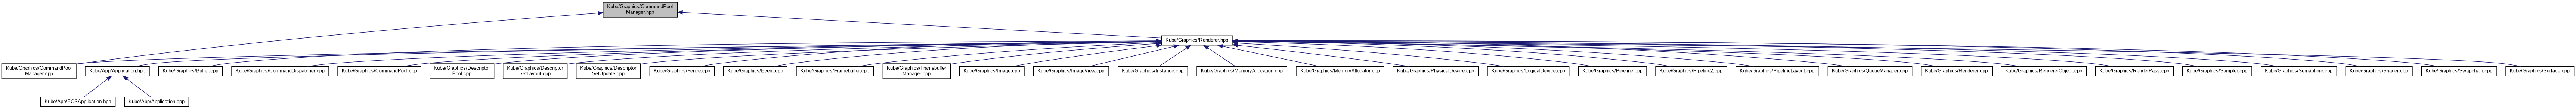 Kube/Graphics/CommandPool
Manager.hpp
Kube/Graphics/Renderer.hpp
Kube/Graphics/CommandPool
Manager.cpp
Kube/App/Application.hpp
Kube/Graphics/Buffer.cpp
Kube/Graphics/CommandDispatcher.cpp
Kube/Graphics/CommandPool.cpp
Kube/Graphics/Descriptor
Pool.cpp
Kube/Graphics/Descriptor
SetLayout.cpp
Kube/Graphics/Descriptor
SetUpdate.cpp
Kube/Graphics/Fence.cpp
Kube/Graphics/Event.cpp
Kube/Graphics/Framebuffer.cpp
Kube/Graphics/Framebuffer
Manager.cpp
Kube/Graphics/Image.cpp
Kube/Graphics/ImageView.cpp
Kube/Graphics/Instance.cpp
Kube/Graphics/MemoryAllocation.cpp
Kube/Graphics/MemoryAllocator.cpp
Kube/Graphics/PhysicalDevice.cpp
Kube/Graphics/LogicalDevice.cpp
Kube/Graphics/Pipeline.cpp
Kube/Graphics/Pipeline2.cpp
Kube/Graphics/PipelineLayout.cpp
Kube/Graphics/QueueManager.cpp
Kube/Graphics/Renderer.cpp
Kube/Graphics/RendererObject.cpp
Kube/Graphics/RenderPass.cpp
Kube/Graphics/Sampler.cpp
Kube/Graphics/Semaphore.cpp
Kube/Graphics/Shader.cpp
Kube/Graphics/Swapchain.cpp
Kube/Graphics/Surface.cpp
Kube/App/ECSApplication.hpp
Kube/App/Application.cpp